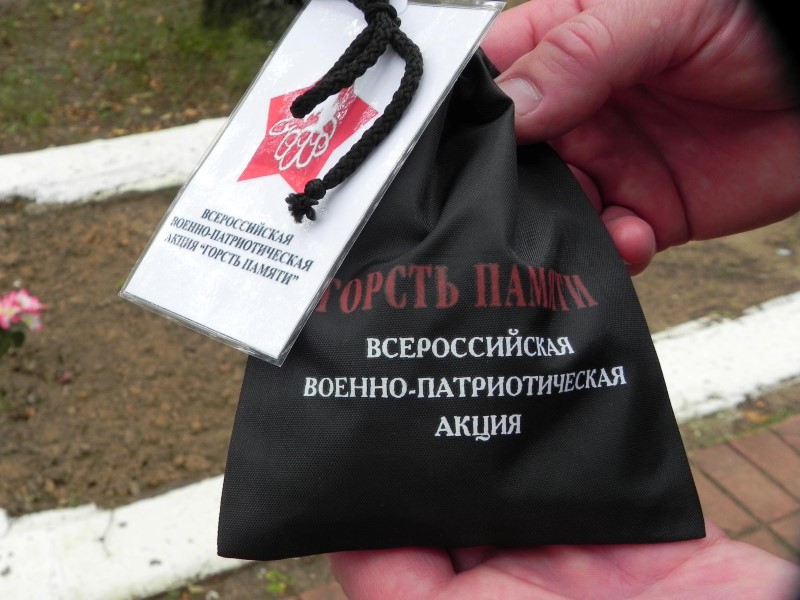 ВСЕРОССИЙСКАЯ
ВОЕННО-ПАТРИОТИЧЕСКАЯ
АКЦИЯ "ГОРСТЬ ПАМЯТИ"
ГОРСТЬ ПАМЯТИ
ВСЕРОССИЙСКАЯ
ВОЕННО-ПАТРИОТИЧЕСКАЯ
АКЦИЯ